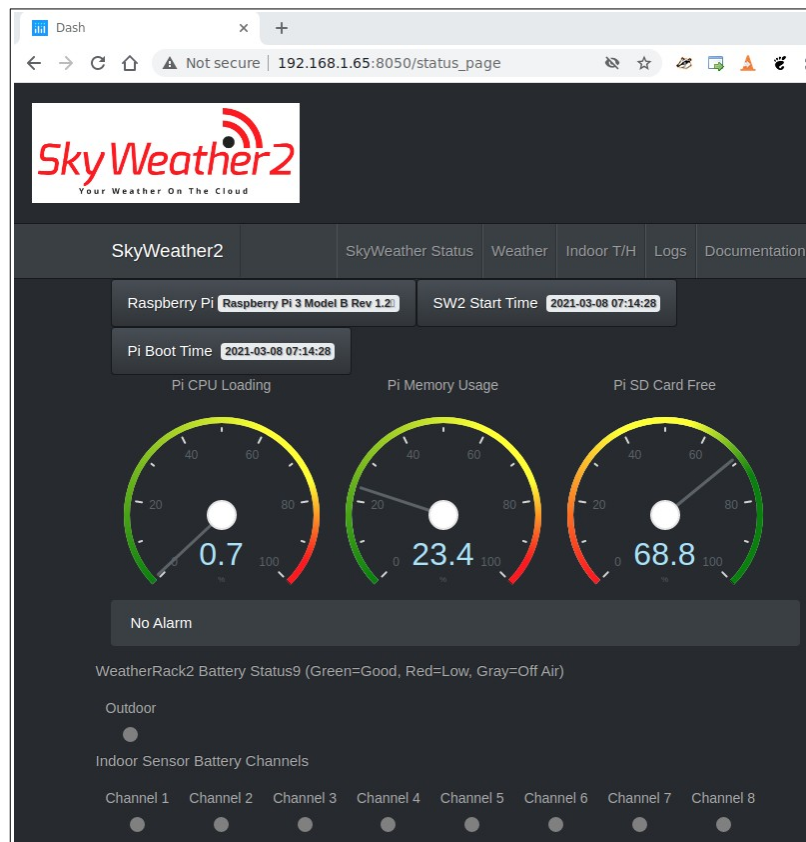 Dash
Not secure | 192.168.1.65:8050/status_page
SkyWeather2
Your Weather On The Cloud
SkyWeather2 SkyWeather Status Weather Indoor T/H Logs Documentation
Raspberry Pi Raspberry Pi 3 Model B Rev 1.2 SW2 Start Time 2021-03-08 07:14:28
Pi Boot Time 2021-03-08 07:14:28
Pi CPU Loading Pi Memory Usage Pi SD Card Free
40 60 40 60 40 60
20 80 20 80 20 80
0 0.7 100 0 23.4 100 0 68.8 100
% % %
No Alarm
WeatherRack2 Battery Status9 (Green=Good, Red=Low, Gray=Off Air)
Outdoor
Indoor Sensor Battery Channels
Channel 1 Channel 2 Channel 3 Channel 4 Channel 5 Channel 6 Channel 7 Channel 8